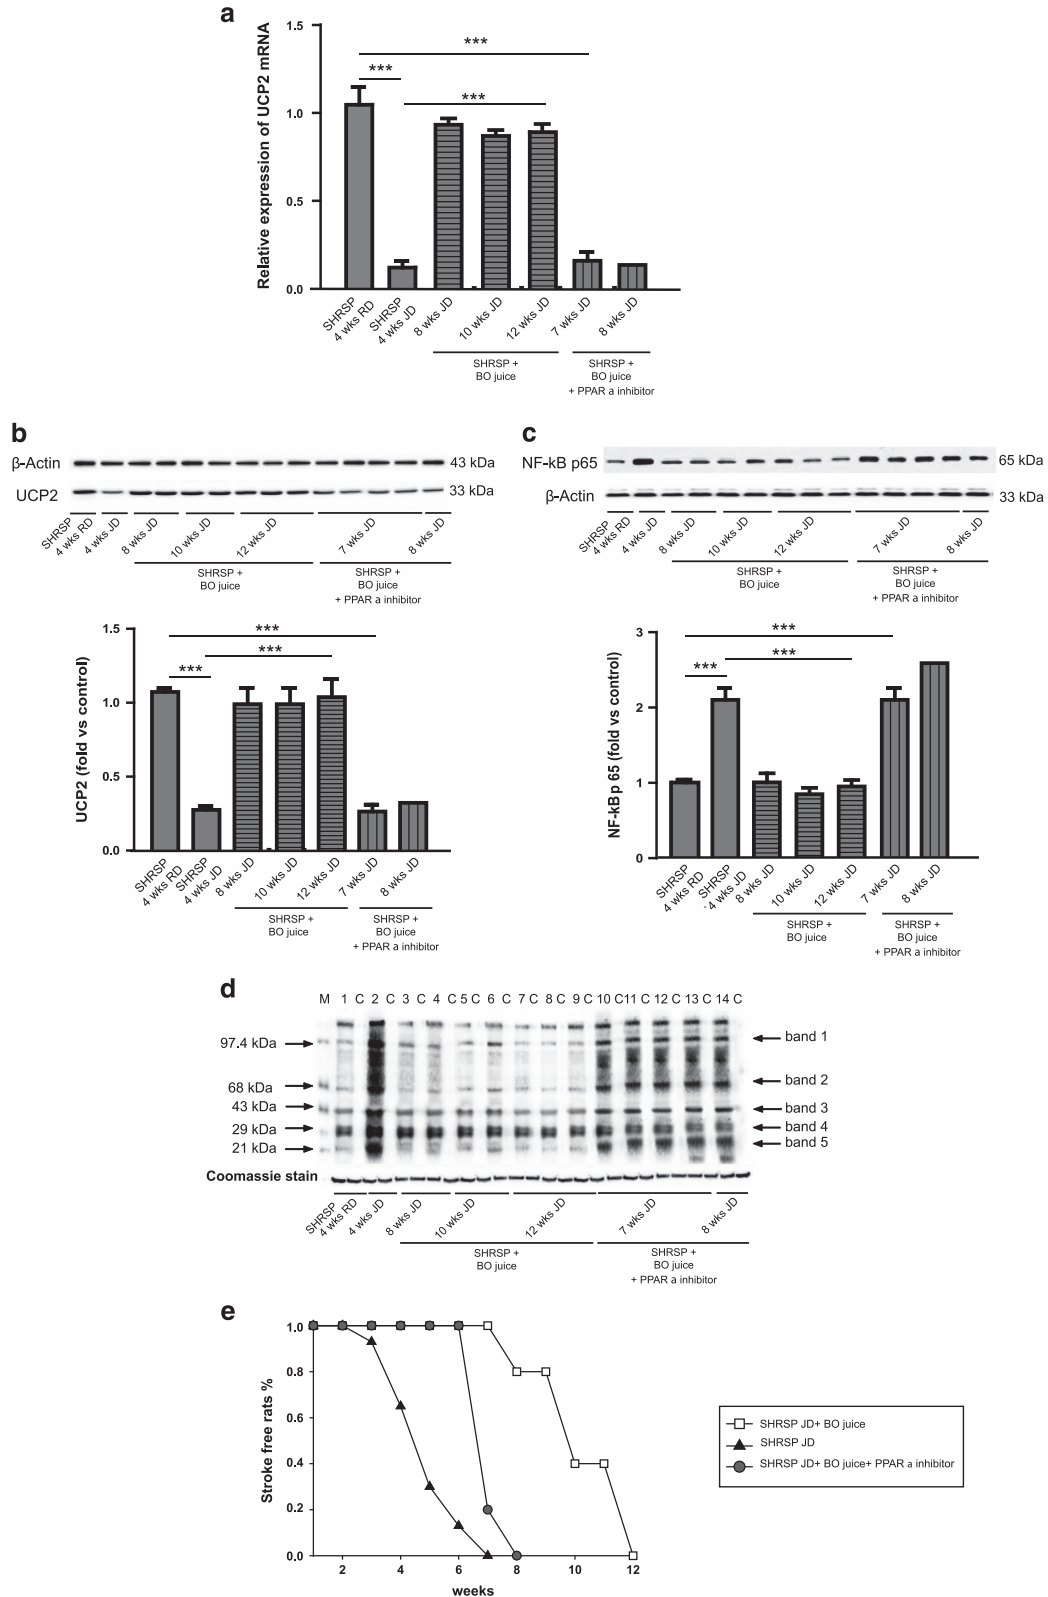 a
Relative expression of UCP2 mRNA
1.5
1.0
0.5
0.0
***
***
***
SHRSP
4 wks RD
SHRSP
4 wks JD
8 wks JD
10 wks JD
12 wks JD
7 wks JD
8 wks JD
SHRSP +
BO juice
SHRSP +
BO juice
+ PPAR a inhibitor
b
β-Actin
43 kDa
UCP2
33 kDa
SHRSP
4 wks RD
4 wks JD
8 wks JD
10 wks JD
12 wks JD
7 wks JD
8 wks JD
SHRSP +
BO juice
SHRSP +
BO juice
+ PPAR a inhibitor
UCP2 (fold vs control)
1.5
1.0
0.5
0.0
***
***
***
SHRSP
4 wks RD
SHRSP
4 wks JD
8 wks JD
10 wks JD
12 wks JD
7 wks JD
8 wks JD
SHRSP +
BO juice
SHRSP +
BO juice
+ PPAR a inhibitor
c
NF-kB p65
65 kDa
β-Actin
33 kDa
SHRSP
4 wks RD
4 wks JD
8 wks JD
10 wks JD
12 wks JD
7 wks JD
8 wks JD
SHRSP +
BO juice
SHRSP +
BO juice
+ PPAR a inhibitor
NF-kBp 65 (fold vs control)
3
2
1
0
***
***
***
SHRSP
4 wks RD
SHRSP
4 wks JD
8 wks JD
10 wks JD
12 wks JD
7 wks JD
8 wks JD
SHRSP +
BO juice
SHRSP +
BO juice
+ PPAR a inhibitor
d
M 1 C 2 C 3 C 4 C 5 C 6 C 7 C 8 C 9 C 10 C 11 C 12 C 13 C 14 C
97.4 kDa
68 kDa
43 kDa
29 kDa
21 kDa
band 1
band 2
band 3
band 4
band 5
Coomassie stain
SHRSP
4 wks RD
4 wks JD
8 wks JD
10 wks JD
12 wks JD
7 wks JD
8 wks JD
SHRSP +
BO juice
SHRSP +
BO juice
+ PPAR a inhibitor
e
Stroke free rats %
1.0
0.8
0.6
0.4
0.2
0.0
2 4 6 8 10 12
weeks
SHRSP JD+ BO juice
SHRSP JD
SHRSP JD+ BO juice+ PPAR a inhibitor